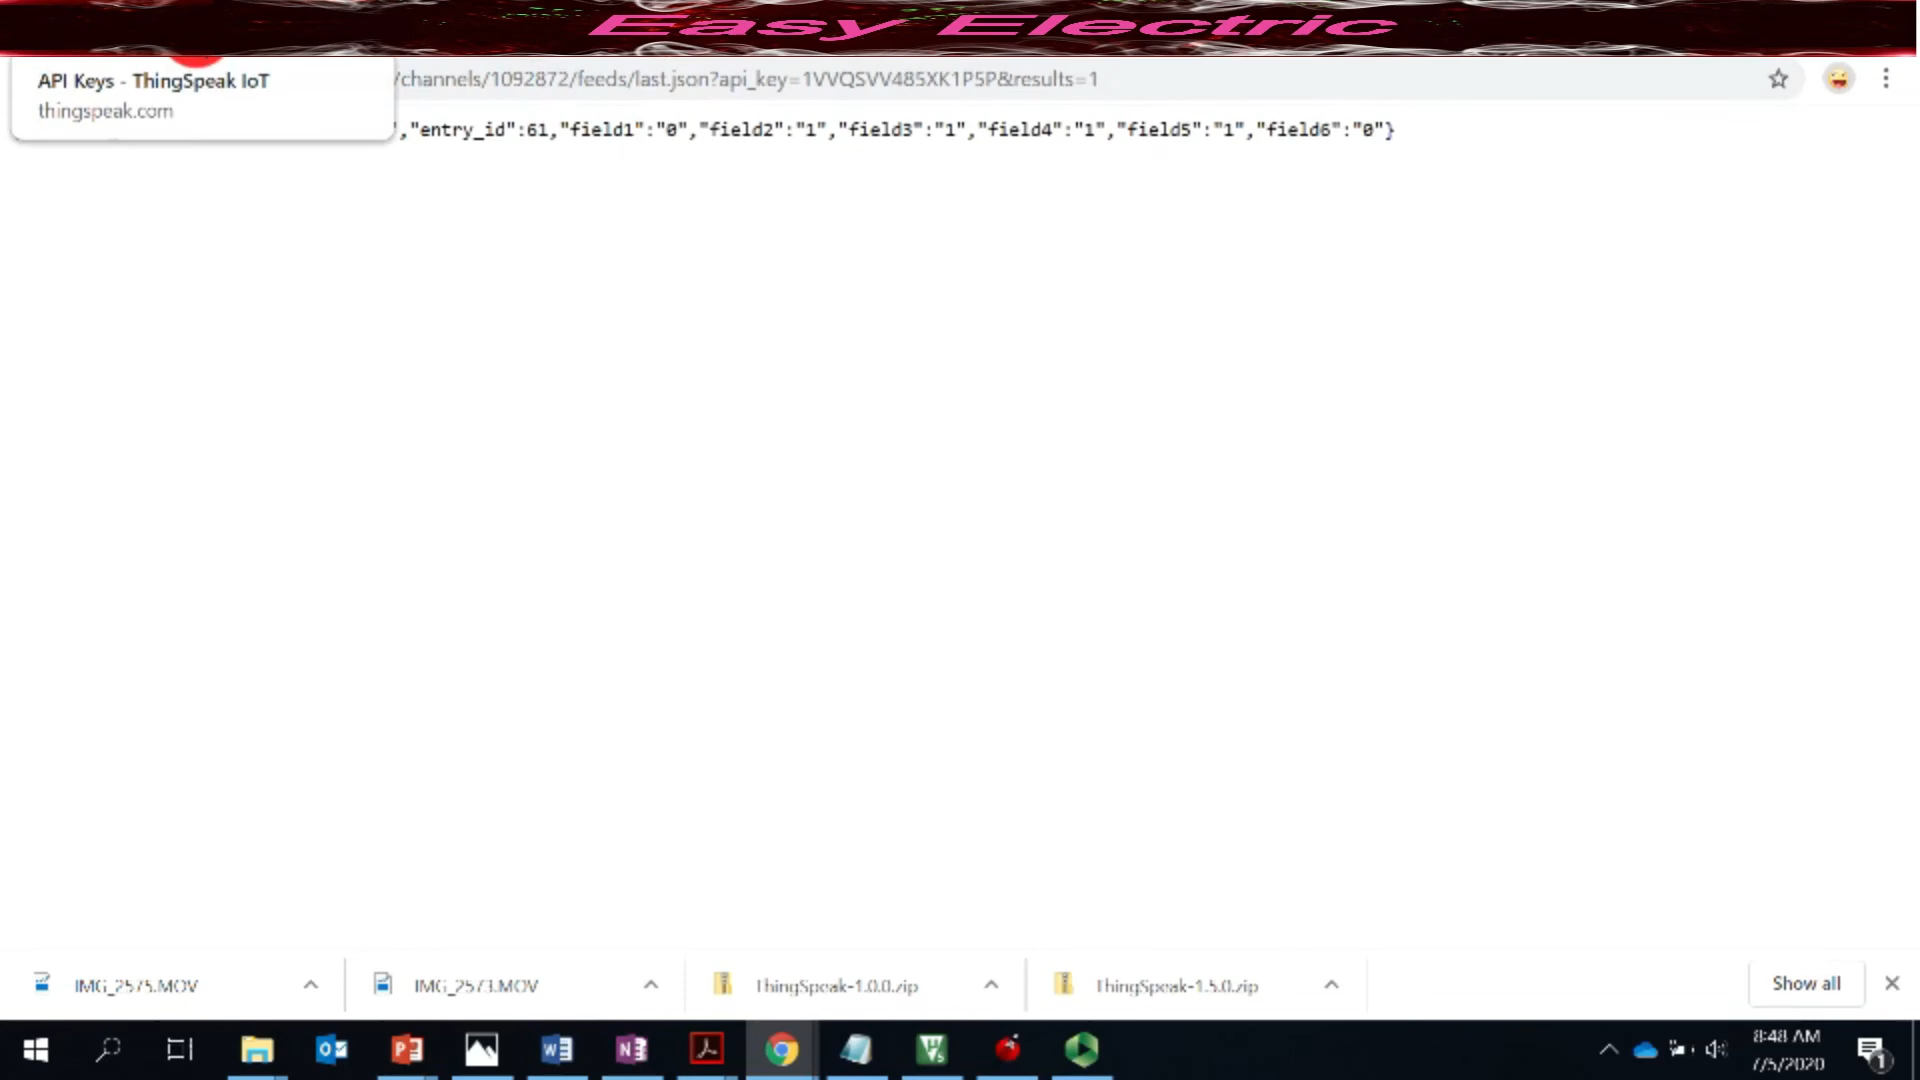 Easy Electric
API Keys - ThingSpeak IoT
thingspeak.com
/channels/1092872/feeds/last.json?api_key=1VVQSVV485XK1P5P&results=1
","entry_id":61,"field1":"0","field2":"1","field3":"1","field4":"1","field5":"1","field6":"0"}
IMG_2575.MOV
IMG_2573.MOV
ThingSpeak-1.0.0.zip
ThingSpeak-1.5.0.zip
Show all
8:48 AM
7/5/2020
1